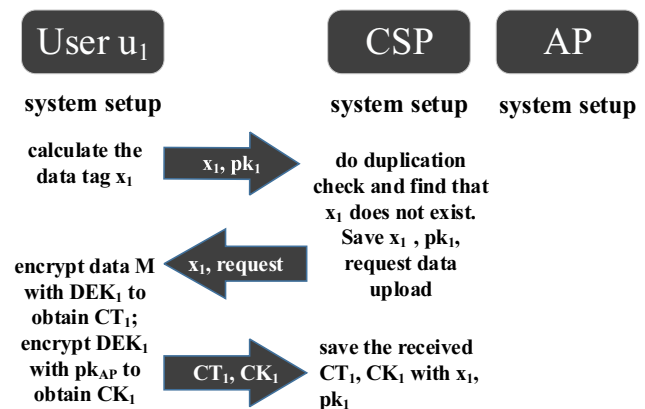 User u₁
CSP
AP
system setup
system setup
system setup
calculate the
data tag x₁
x₁, pk₁
do duplication
check and find that
x₁ does not exist.
Save x₁ , pk₁,
request data
upload
x₁, request
encrypt data M
with DEK₁ to
obtain CT₁;
encrypt DEK₁
with pk_AP to
obtain CK₁
CT₁, CK₁
save the received
CT₁, CK₁ with x₁,
pk₁